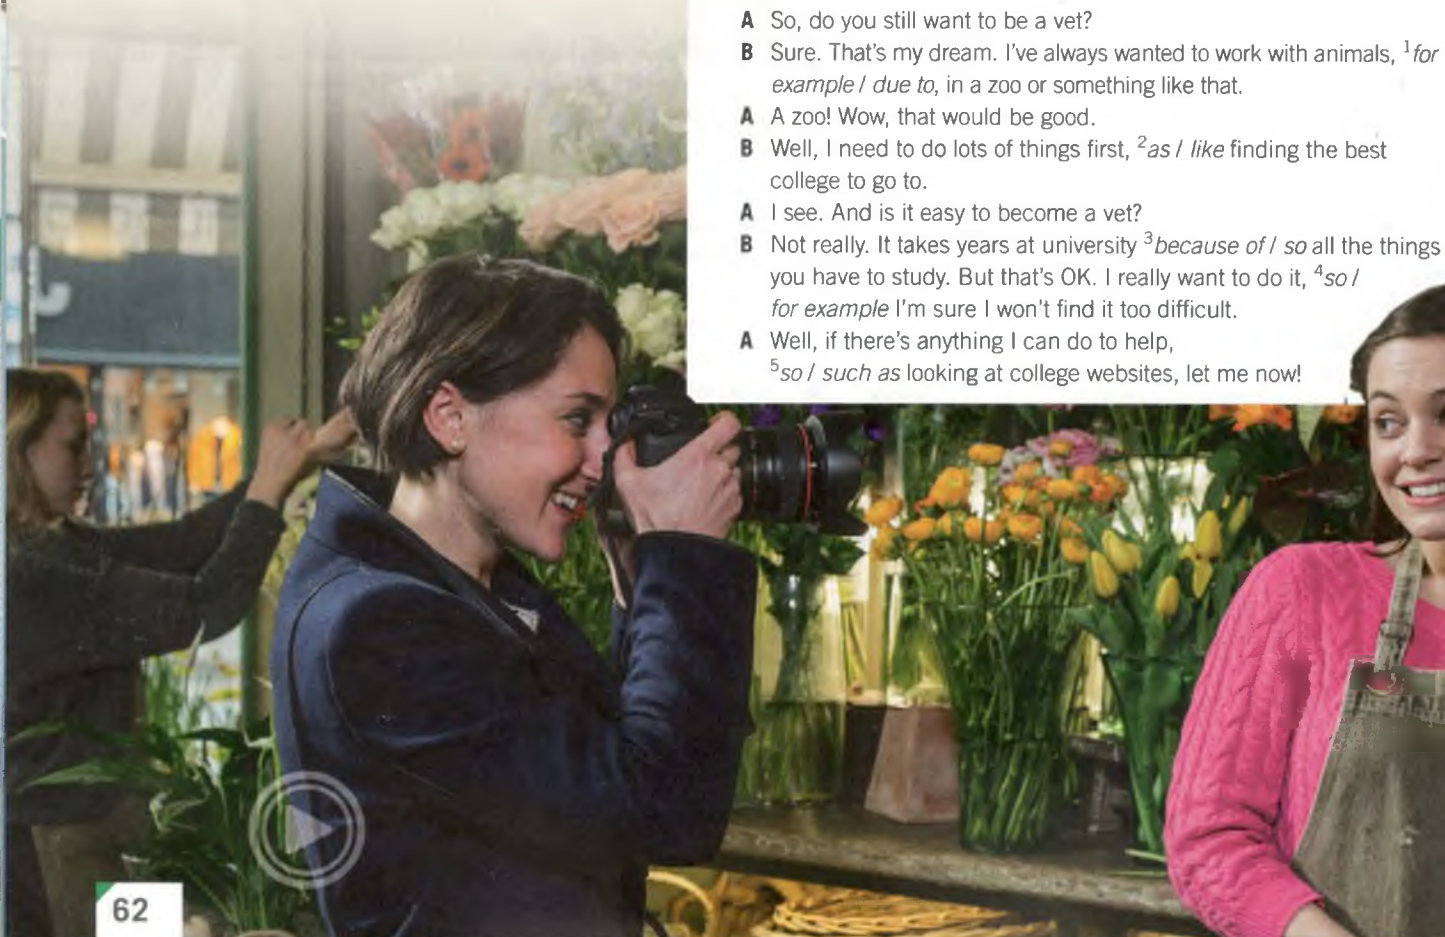 A So, do you still want to be a vet?
B Sure. That's my dream. I've always wanted to work with animals, 1for
example / due to, in a zoo or something like that.
A A zoo! Wow, that would be good.
B Well, I need to do lots of things first, 2as / like finding the best
college to go to.
A I see. And is it easy to become a vet?
B Not really. It takes years at university 3because of / so all the things
you have to study. But that's OK. I really want to do it, 4so /
for example I'm sure I won't find it too difficult.
A Well, if there's anything I can do to help,
5so / such as looking at college websites, let me now!
62